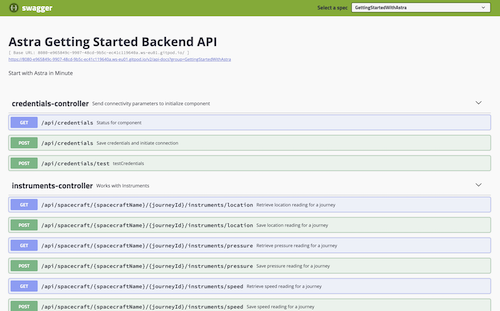 swagger
Select a spec
GettingStartedWithAstra
Astra Getting Started Backend API
Start with Astra in Minute
credentials-controller Send connectivity parameters to initialize component
GET /api/credentials Status for component
POST /api/credentials Save credentials and initiate connection
POST /api/credentials/test testCredentials
instruments-controller Works with instruments
GET /api/spacecraft/{spacecraftName}/{journeyId}/instruments/location Retrieve location reading for a journey
POST /api/spacecraft/{spacecraftName}/{journeyId}/instruments/location Save location reading for a journey
GET /api/spacecraft/{spacecraftName}/{journeyId}/instruments/pressure Retrieve pressure reading for a journey
POST /api/spacecraft/{spacecraftName}/{journeyId}/instruments/pressure Save pressure reading for a journey
GET /api/spacecraft/{spacecraftName}/{journeyId}/instruments/speed Retrieve speed reading for a journey
POST /api/spacecraft/{spacecraftName}/{journeyId}/instruments/speed Save speed reading for a journey